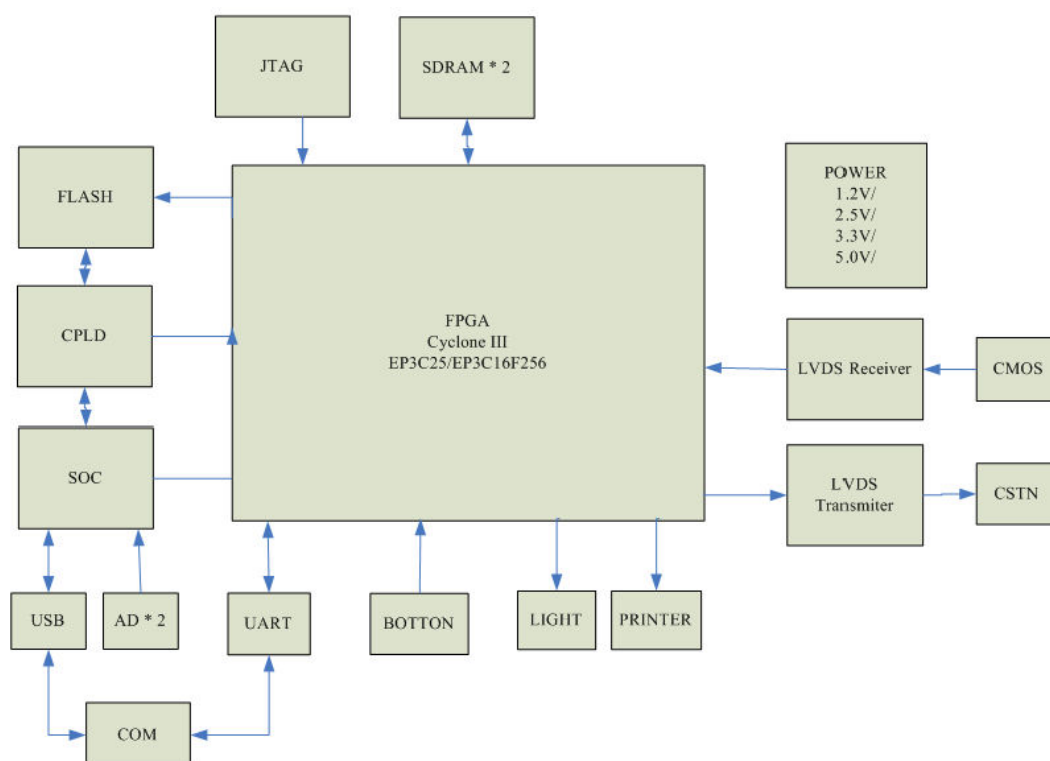 JTAG
SDRAM * 2
FLASH
POWER
1.2V/
2.5V/
3.3V/
5.0V/
CPLD
FPGA
Cyclone III
EP3C25/EP3C16F256
LVDS Receiver
CMOS
SOC
LVDS
Transmiter
CSTN
USB
AD * 2
UART
BOTTON
LIGHT
PRINTER
COM